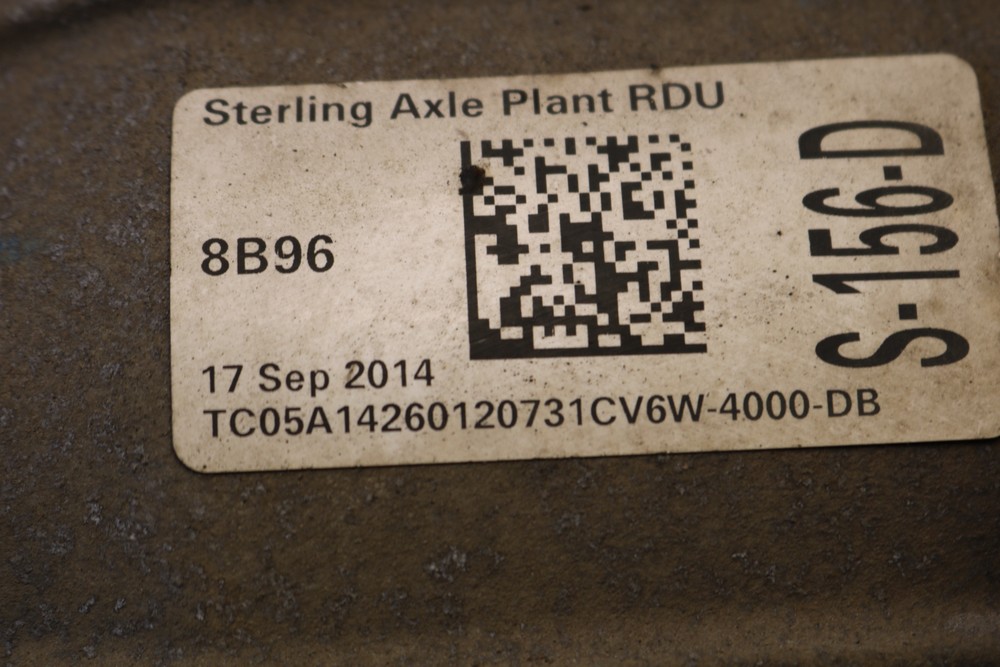 Sterling Axle Plant RDU
8B96
S-156-D
17 Sep 2014
TC05A14260120731CV6W-4000-DB